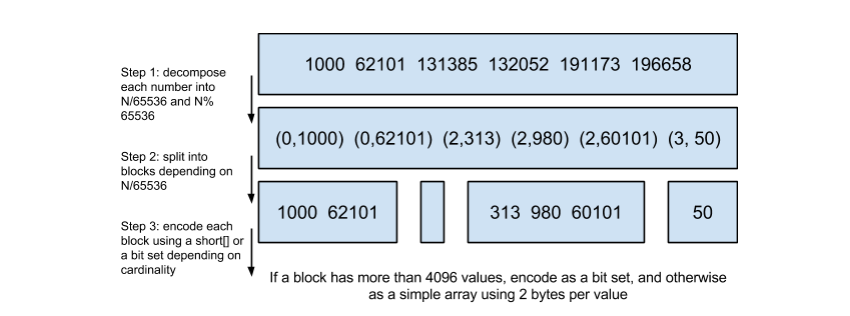 1000 62101 131385 132052 191173 196658
Step 1: decompose
each number into
N/65536 and N%
65536
(0,1000) (0,62101) (2,313) (2,980) (2,60101) (3, 50)
Step 2: split into
blocks depending on
N/65536
1000 62101
313 980 60101
50
Step 3: encode each
block using a short[] or
a bit set depending on
cardinality
If a block has more than 4096 values, encode as a bit set, and otherwise
as a simple array using 2 bytes per value